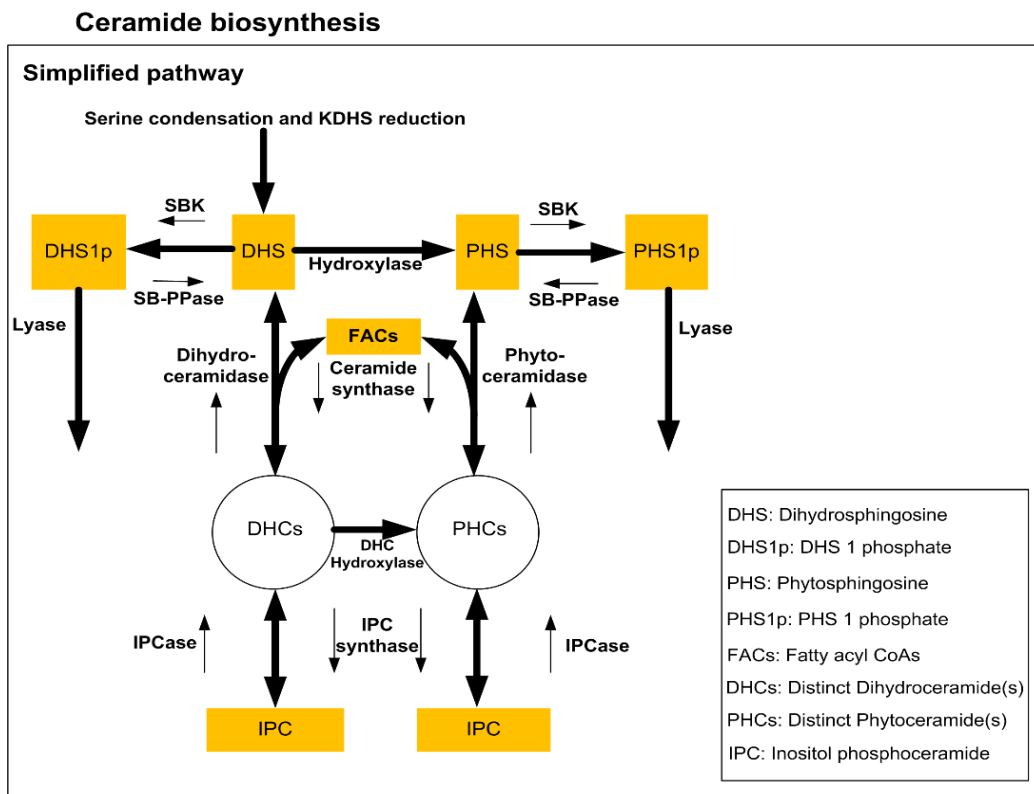 Ceramide biosynthesis
Simplified pathway
Serine condensation and KDHS reduction
SBK
SBK
DHS1p
DHS
PHS
PHS1p
Hydroxylase
SB-PPase
SB-PPase
Lyase
Lyase
FACs
Dihydro-
ceramidase
Ceramide
synthase
Phyto-
ceramidase
DHCs
PHCs
DHC
Hydroxylase
IPCase
IPC
synthase
IPCase
IPC
IPC
DHS: Dihydrosphingosine
DHS1p: DHS 1 phosphate
PHS: Phytosphingosine
PHS1p: PHS 1 phosphate
FACs: Fatty acyl CoAs
DHCs: Distinct Dihydroceramide(s)
PHCs: Distinct Phytoceramide(s)
IPC: Inositol phosphoceramide